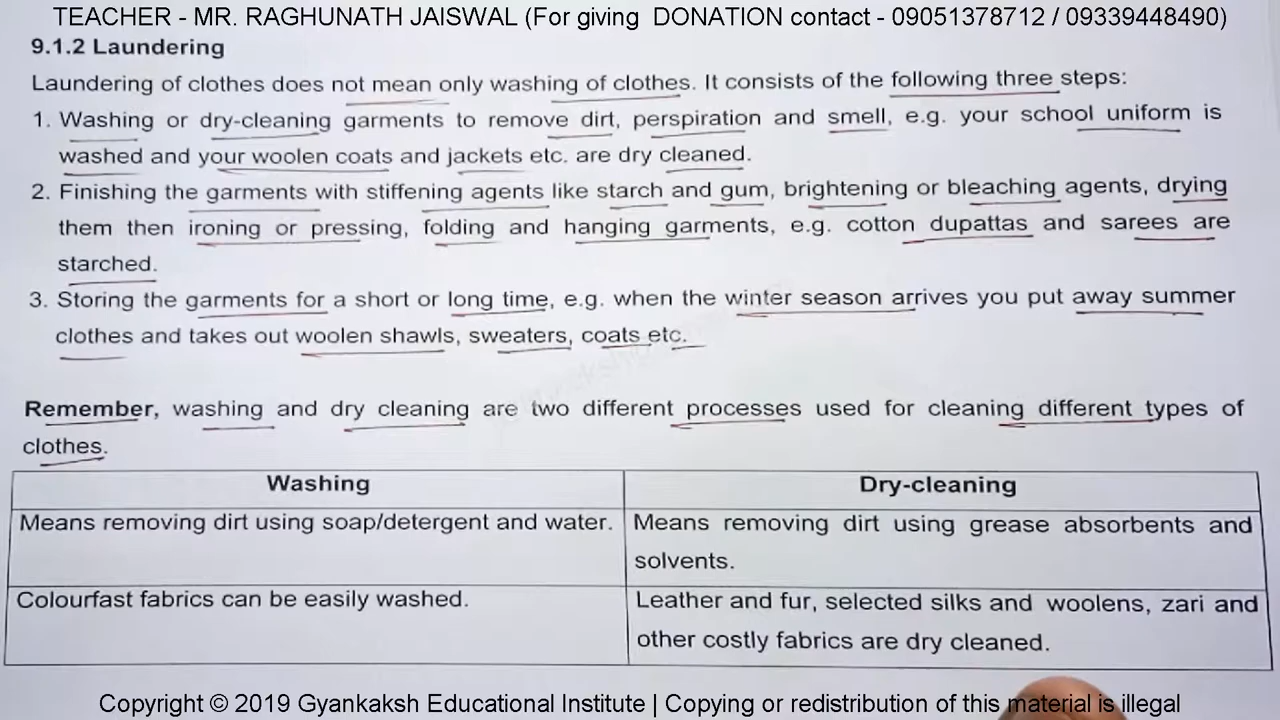 TEACHER - MR. RAGHUNATH JAISWAL (For giving DONATION contact - 09051378712 / 09339448490)
9.1.2 Laundering
Laundering of clothes does not mean only washing of clothes. It consists of the following three steps:
1. Washing or dry-cleaning garments to remove dirt, perspiration and smell, e.g. your school uniform is
washed and your woolen coats and jackets etc. are dry cleaned.
2. Finishing the garments with stiffening agents like starch and gum, brightening or bleaching agents, drying
them then ironing or pressing, folding and hanging garments, e.g. cotton dupattas and sarees are
starched.
3. Storing the garments for a short or long time, e.g. when the winter season arrives you put away summer
clothes and takes out woolen shawls, sweaters, coats etc.
Remember, washing and dry cleaning are two different processes used for cleaning different types of
clothes.
Washing
Dry-cleaning
Means removing dirt using soap/detergent and water.
Means removing dirt using grease absorbents and
solvents.
Colourfast fabrics can be easily washed.
Leather and fur, selected silks and woolens, zari and
other costly fabrics are dry cleaned.
Copyright © 2019 Gyankaksh Educational Institute | Copying or redistribution of this material is illegal